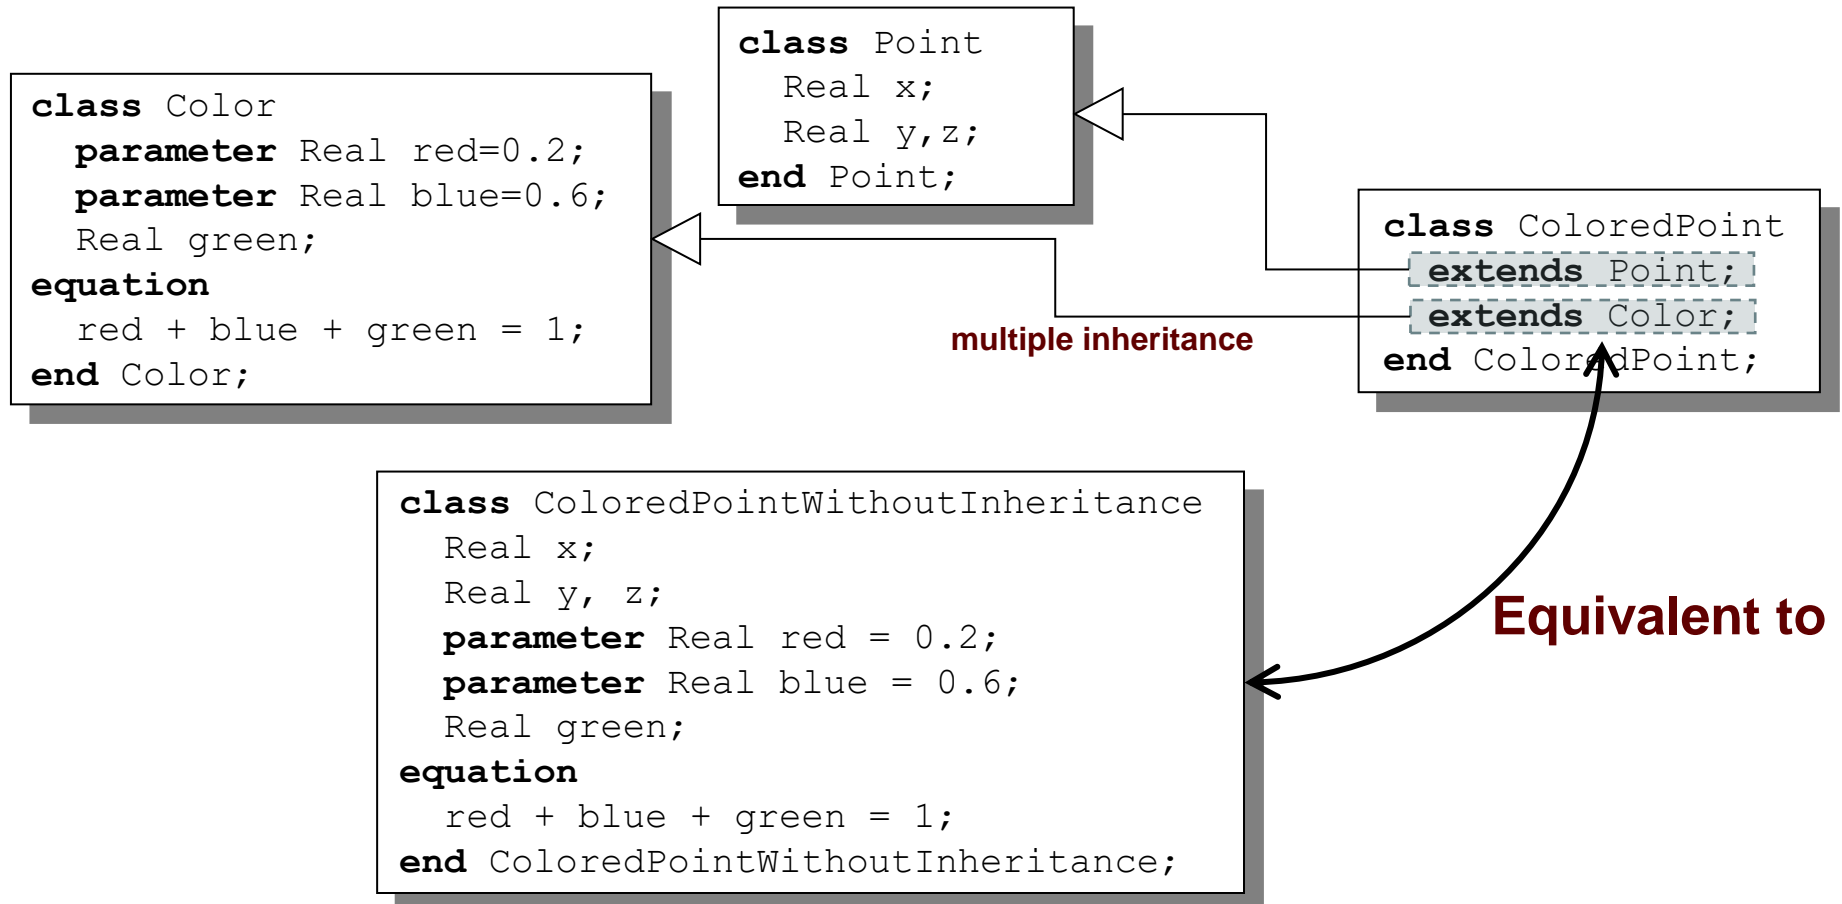 class Color
parameter Real red=0.2;
parameter Real blue=0.6;
Real green;
equation
red + blue + green = 1;
end Color;
class Point
Real x;
Real y,z;
end Point;
class ColoredPoint
extends Point;
extends Color;
end ColoredPoint;
multiple inheritance
class ColoredPointWithoutInheritance
Real x;
Real y, z;
parameter Real red = 0.2;
parameter Real blue = 0.6;
Real green;
equation
red + blue + green = 1;
end ColoredPointWithoutInheritance;
Equivalent to